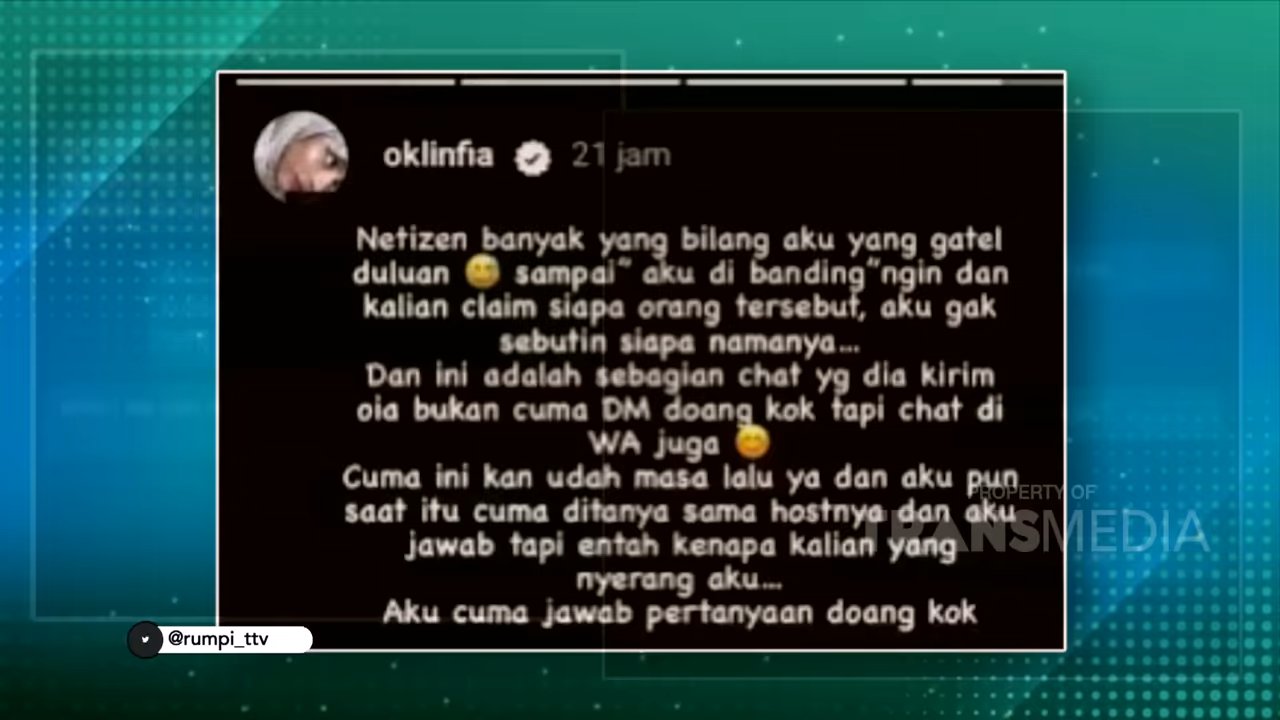 oklinfia 21 jam
Netizen banyak yang bilang aku yang gatel
duluan 😅 sampai" aku di banding"ngin dan
kalian claim siapa orang tersebut, aku gak
sebutin siapa namanya...
Dan ini adalah sebagian chat yg dia kirim
oia bukan cuma DM doang kok tapi chat di
WA juga 😊
Cuma ini kan udah masa lalu ya dan aku pun
saat itu cuma ditanya sama hostnya dan aku
jawab tapi entah kenapa kalian yang
nyerang aku...
Aku cuma jawab pertanyaan doang kok
PROPERTY OF
TRANSMEDIA
@rumpi_ttv